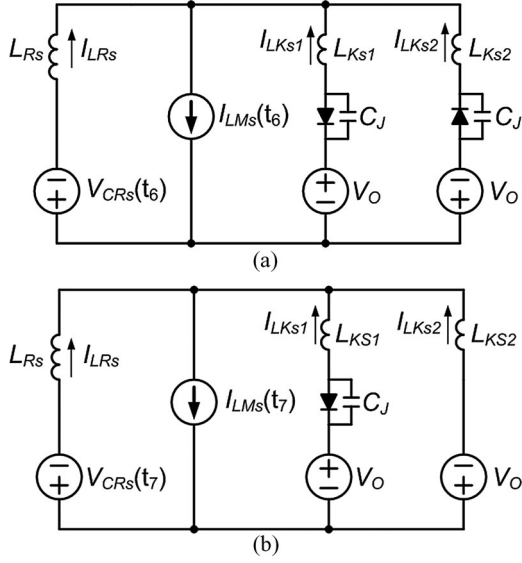 L_Rs I_LRs I_LKs1 L_Ks1 I_LKs2 L_Ks2
I_LMs(t6) C_J C_J
− + V_CRs(t6) + − V_O − + V_O
(a)
L_Rs I_LRs I_LKs1 L_KS1 I_LKs2 L_KS2
I_LMs(t7) C_J
− + V_CRs(t7) + − V_O − + V_O
(b)